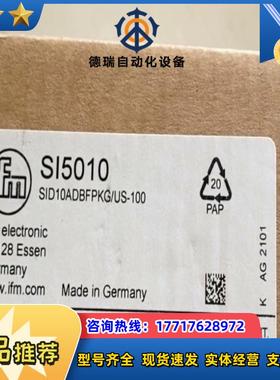 德瑞自动化设备
ifm
SI5010
SID10ADBFPKG/US-100
electronic
28 Essen
ermany
.ifm.com
Made in Germany
20
PAP
K AG 2101
咨询热线：17717628972
品推荐
型号齐全 现货速发 实体经营